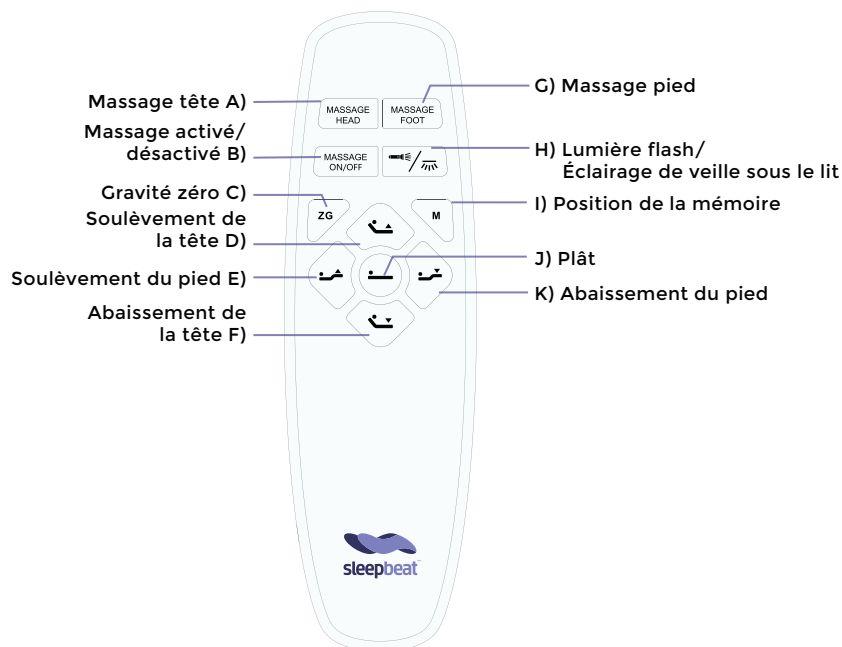 Massage tête A)
Massage activé/
désactivé B)
Gravité zéro C)
Soulèvement de
la tête D)
Soulèvement du pied E)
Abaissement de
la tête F)
MASSAGE
HEAD
MASSAGE
FOOT
MASSAGE
ON/OFF
ZG
M
G) Massage pied
H) Lumière flash/
Éclairage de veille sous le lit
I) Position de la mémoire
J) Plât
K) Abaissement du pied
sleepbeat